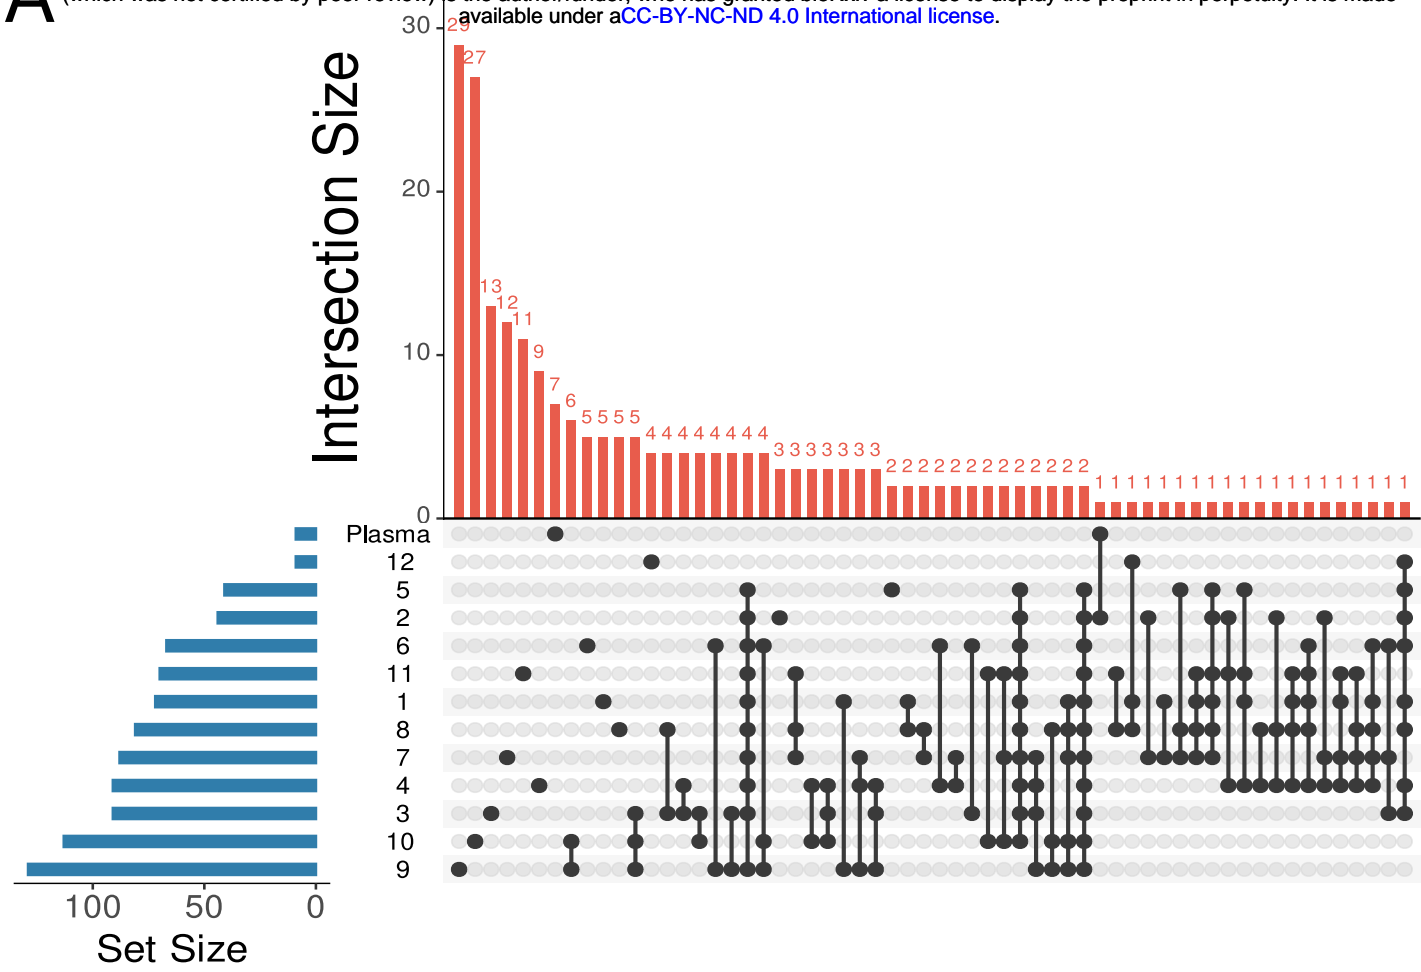 A
available under aCC-BY-NC-ND 4.0 International license.
Intersection Size
30
20
10
0
29
27
13
12
11
9
7
6
5 5 5 5
4 4 4 4 4 4 4 4
3 3 3 3 3 3 3
2 2 2 2 2 2 2 2 2 2 2 2 2
1 1 1 1 1 1 1 1 1 1 1 1 1 1 1 1 1 1 1 1
Plasma
12
5
2
6
11
1
8
7
4
3
10
9
100 50 0
Set Size